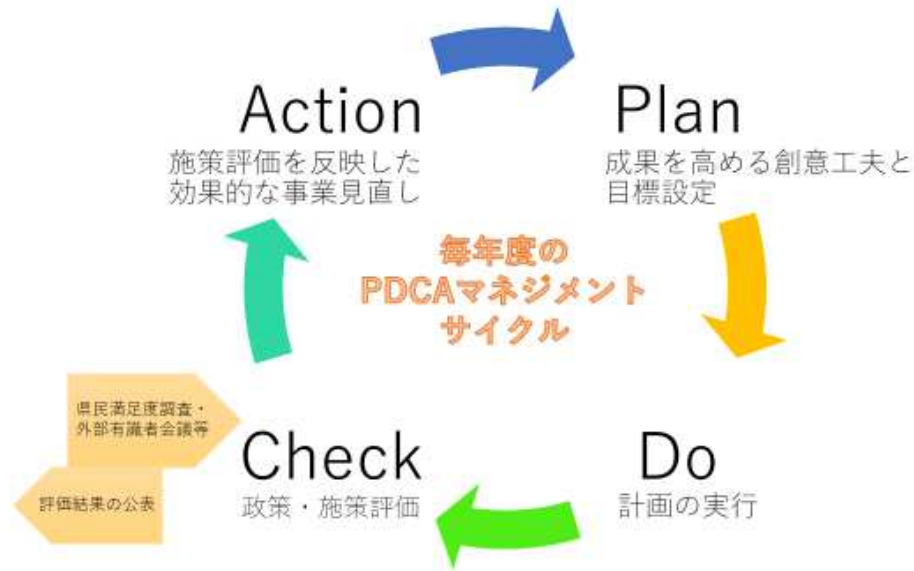 Action
施策評価を反映した
効果的な事業見直し
Plan
成果を高める創意工夫と
目標設定
毎年度の
PDCAマネジメント
サイクル
県民満足度調査・
外部有識者会議等
評価結果の公表
Check
政策・施策評価
Do
計画の実行